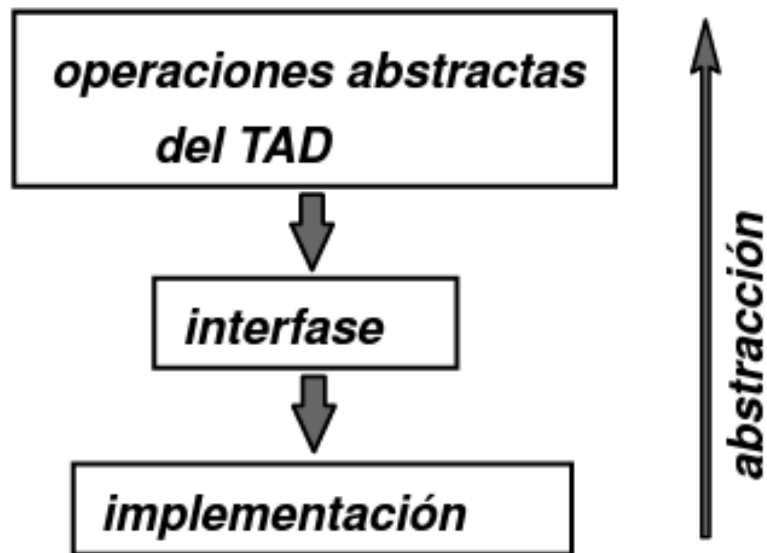 operaciones abstractas
del TAD
interfase
implementación
abstracción